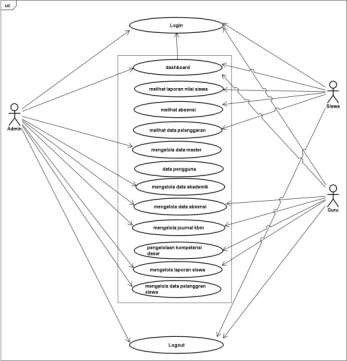 uc
Login
dashboard
melihat laporan nilai siswa
melihat absensi
melihat data pelanggaran
mengelola data master
data pengguna
mengelola data akademik
mengelola data absensi
mengelola journal kbm
pengelolaan kompetensi
dasar
mengelola laporan siswa
mengelola data pelanggran
siswa
Logout
Admin
Siswa
Guru